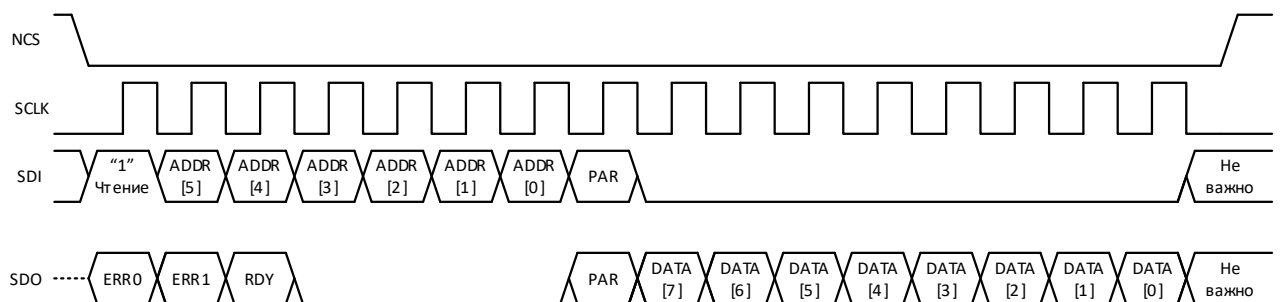 NCS
SCLK
SDI
“1”
Чтение
ADDR
[5]
ADDR
[4]
ADDR
[3]
ADDR
[2]
ADDR
[1]
ADDR
[0]
PAR
Не
важно
SDO
ERR0
ERR1
RDY
PAR
DATA
[7]
DATA
[6]
DATA
[5]
DATA
[4]
DATA
[3]
DATA
[2]
DATA
[1]
DATA
[0]
Не
важно